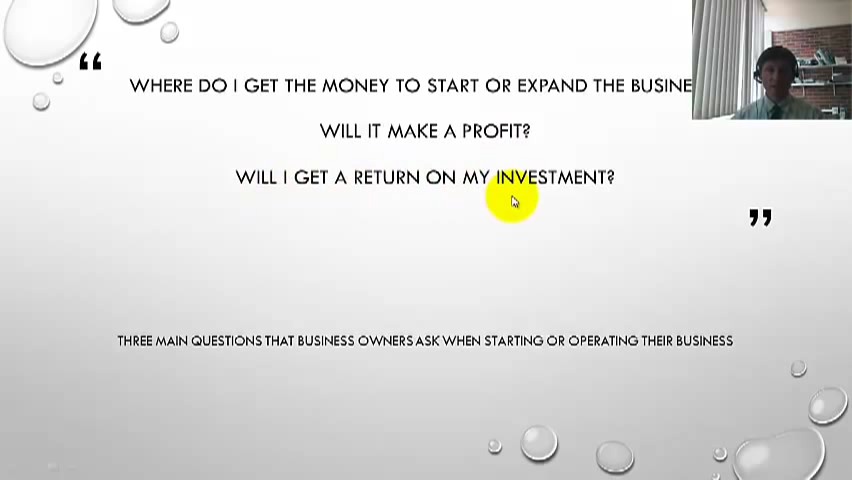 “
WHERE DO I GET THE MONEY TO START OR EXPAND THE BUSINE
WILL IT MAKE A PROFIT?
WILL I GET A RETURN ON MY INVESTMENT?
”
THREE MAIN QUESTIONS THAT BUSINESS OWNERS ASK WHEN STARTING OR OPERATING THEIR BUSINESS